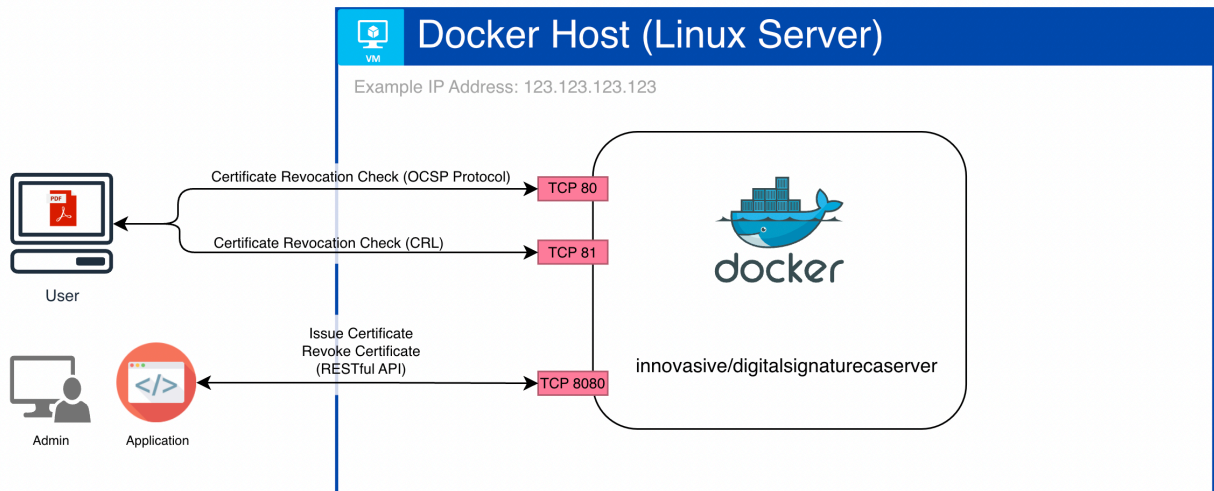 VM
Docker Host (Linux Server)
Example IP Address: 123.123.123.123
Certificate Revocation Check (OCSP Protocol)
TCP 80
PDF
Certificate Revocation Check (CRL)
TCP 81
docker
User
Issue Certificate
Revoke Certificate
(RESTful API)
TCP 8080
innovasive/digitalsignaturecaserver
</>
Admin
Application